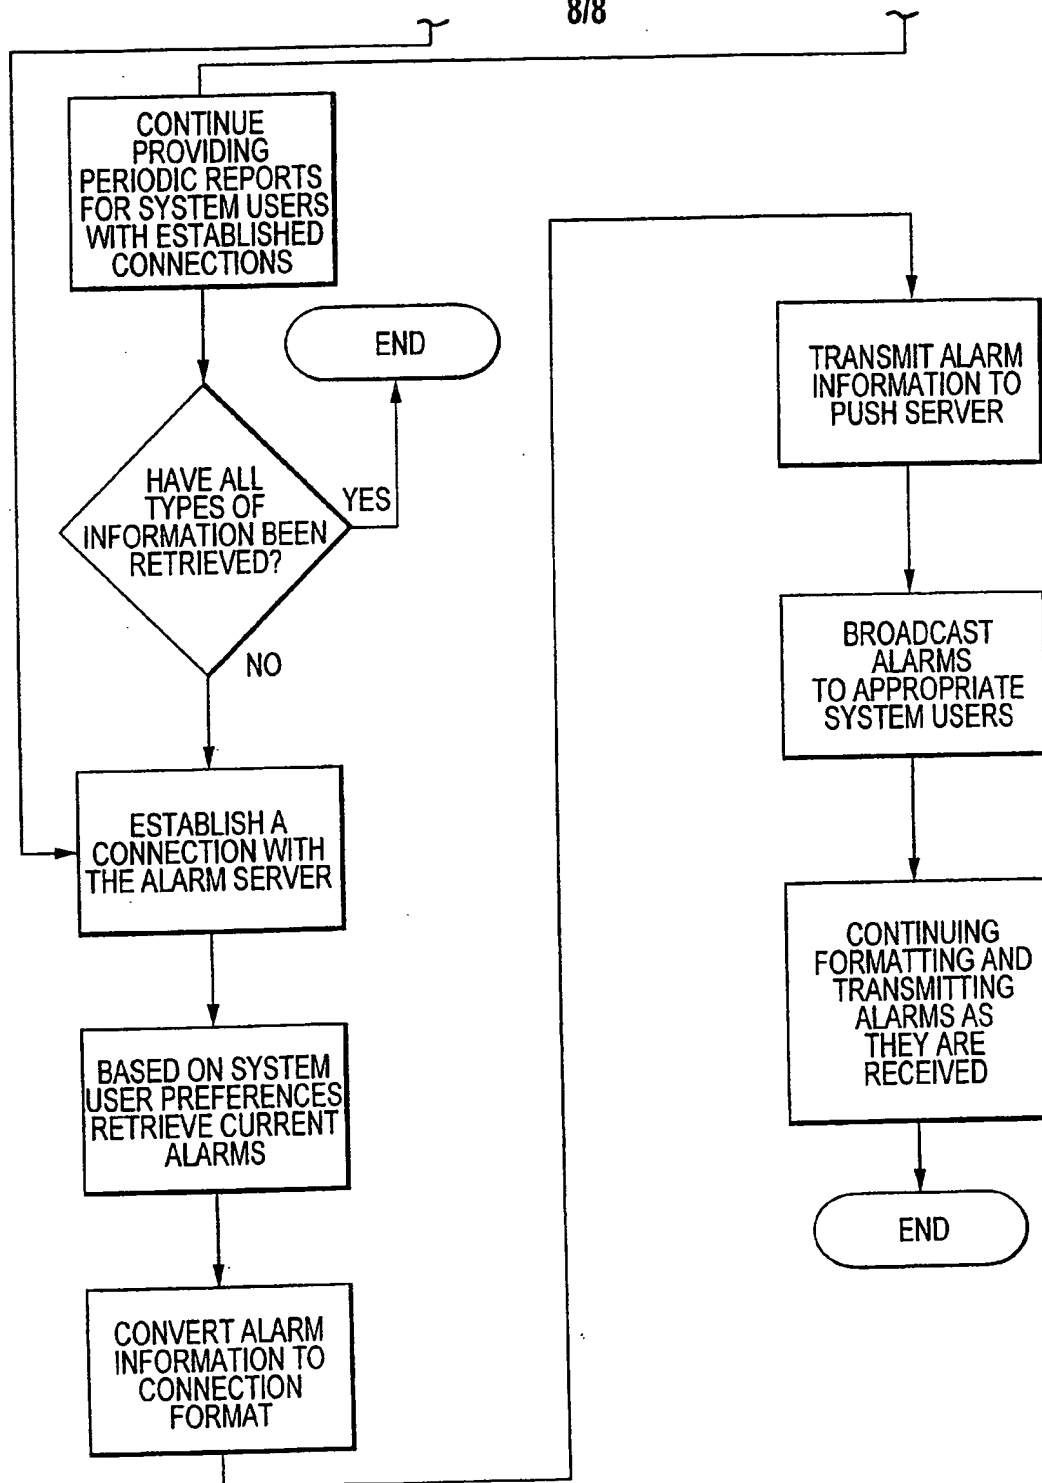 8/8
CONTINUE
PROVIDING
PERIODIC REPORTS
FOR SYSTEM USERS
WITH ESTABLISHED
CONNECTIONS
END
HAVE ALL
TYPES OF
INFORMATION BEEN
RETRIEVED?
YES
NO
ESTABLISH A
CONNECTION WITH
THE ALARM SERVER
BASED ON SYSTEM
USER PREFERENCES
RETRIEVE CURRENT
ALARMS
CONVERT ALARM
INFORMATION TO
CONNECTION
FORMAT
TRANSMIT ALARM
INFORMATION TO
PUSH SERVER
BROADCAST
ALARMS
TO APPROPRIATE
SYSTEM USERS
CONTINUING
FORMATTING AND
TRANSMITTING
ALARMS AS
THEY ARE
RECEIVED
END